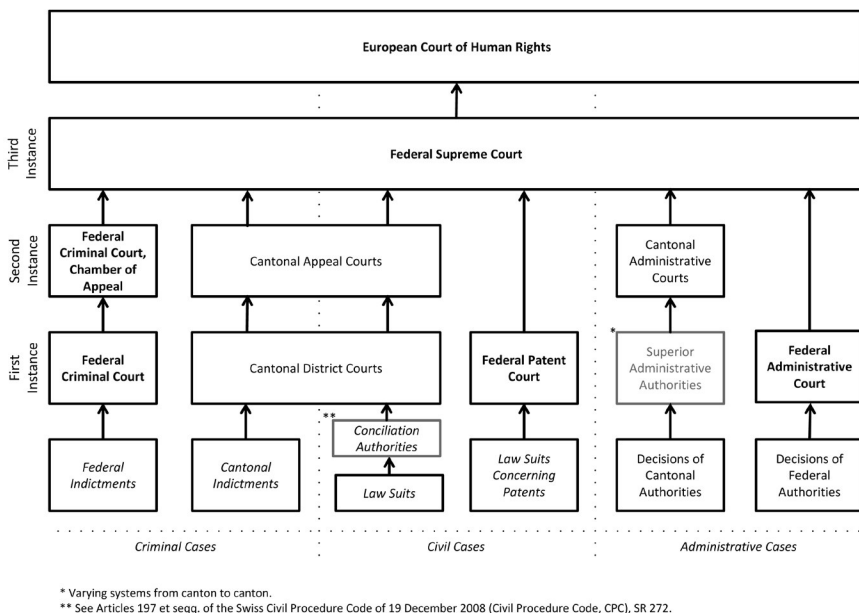 European Court of Human Rights
Third
Instance
Federal Supreme Court
Second
Instance
Federal
Criminal Court,
Chamber of
Appeal
Cantonal Appeal Courts
Cantonal
Administrative
Courts
First
Instance
Federal
Criminal Court
Cantonal District Courts
Federal Patent
Court
*
Superior
Administrative
Authorities
Federal
Administrative
Court
Federal
Indictments
Cantonal
Indictments
**
Conciliation
Authorities
Law Suits
Law Suits
Concerning
Patents
Decisions of
Cantonal
Authorities
Decisions of
Federal
Authorities
Criminal Cases
Civil Cases
Administrative Cases
* Varying systems from canton to canton.
** See Articles 197 et seqq. of the Swiss Civil Procedure Code of 19 December 2008 (Civil Procedure Code, CPC), SR 272.